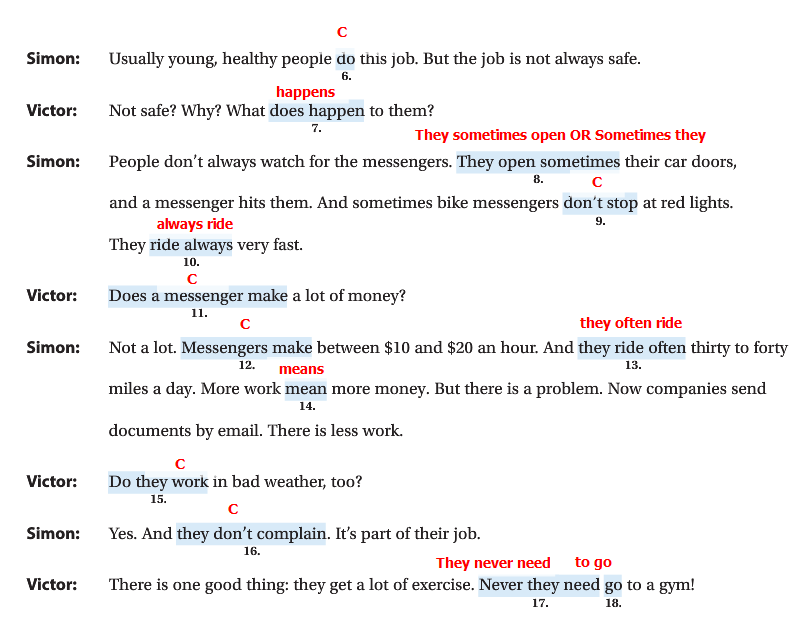 C
Simon: Usually young, healthy people do this job. But the job is not always safe.
6.
happens
Victor: Not safe? Why? What does happen to them?
7.
They sometimes open OR Sometimes they
Simon: People don't always watch for the messengers. They open sometimes their car doors,
8. C
and a messenger hits them. And sometimes bike messengers don't stop at red lights.
always ride 9.
They ride always very fast.
10.
C
Victor: Does a messenger make a lot of money?
11.
C they often ride
Simon: Not a lot. Messengers make between $10 and $20 an hour. And they ride often thirty to forty
12. means 13.
miles a day. More work mean more money. But there is a problem. Now companies send
14.
documents by email. There is less work.
C
Victor: Do they work in bad weather, too?
15.
C
Simon: Yes. And they don't complain. It's part of their job.
16.
They never need to go
Victor: There is one good thing: they get a lot of exercise. Never they need go to a gym!
17. 18.